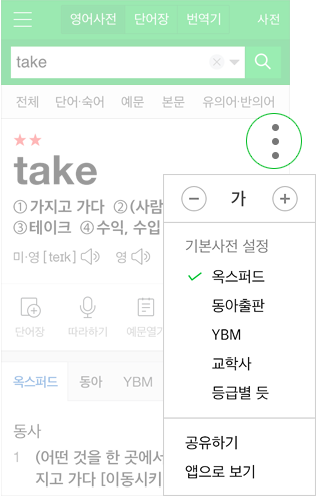 영어사전 단어장 번역기 사전
take
전체 단어·숙어 예문 본문 유의어·반의어
★★
take
①가지고 가다 ②(사람
③테이크 ④수익, 수입
미·영 [teɪk] 영
− 가 +
단어장 따라하기 예문열기
기본사전 설정
옥스퍼드
동아출판
YBM
교학사
등급별 뜻
공유하기
앱으로 보기
옥스퍼드 동아 YBM
동사
1 (어떤 것을 한 곳에서
지고 가다 [이동시키